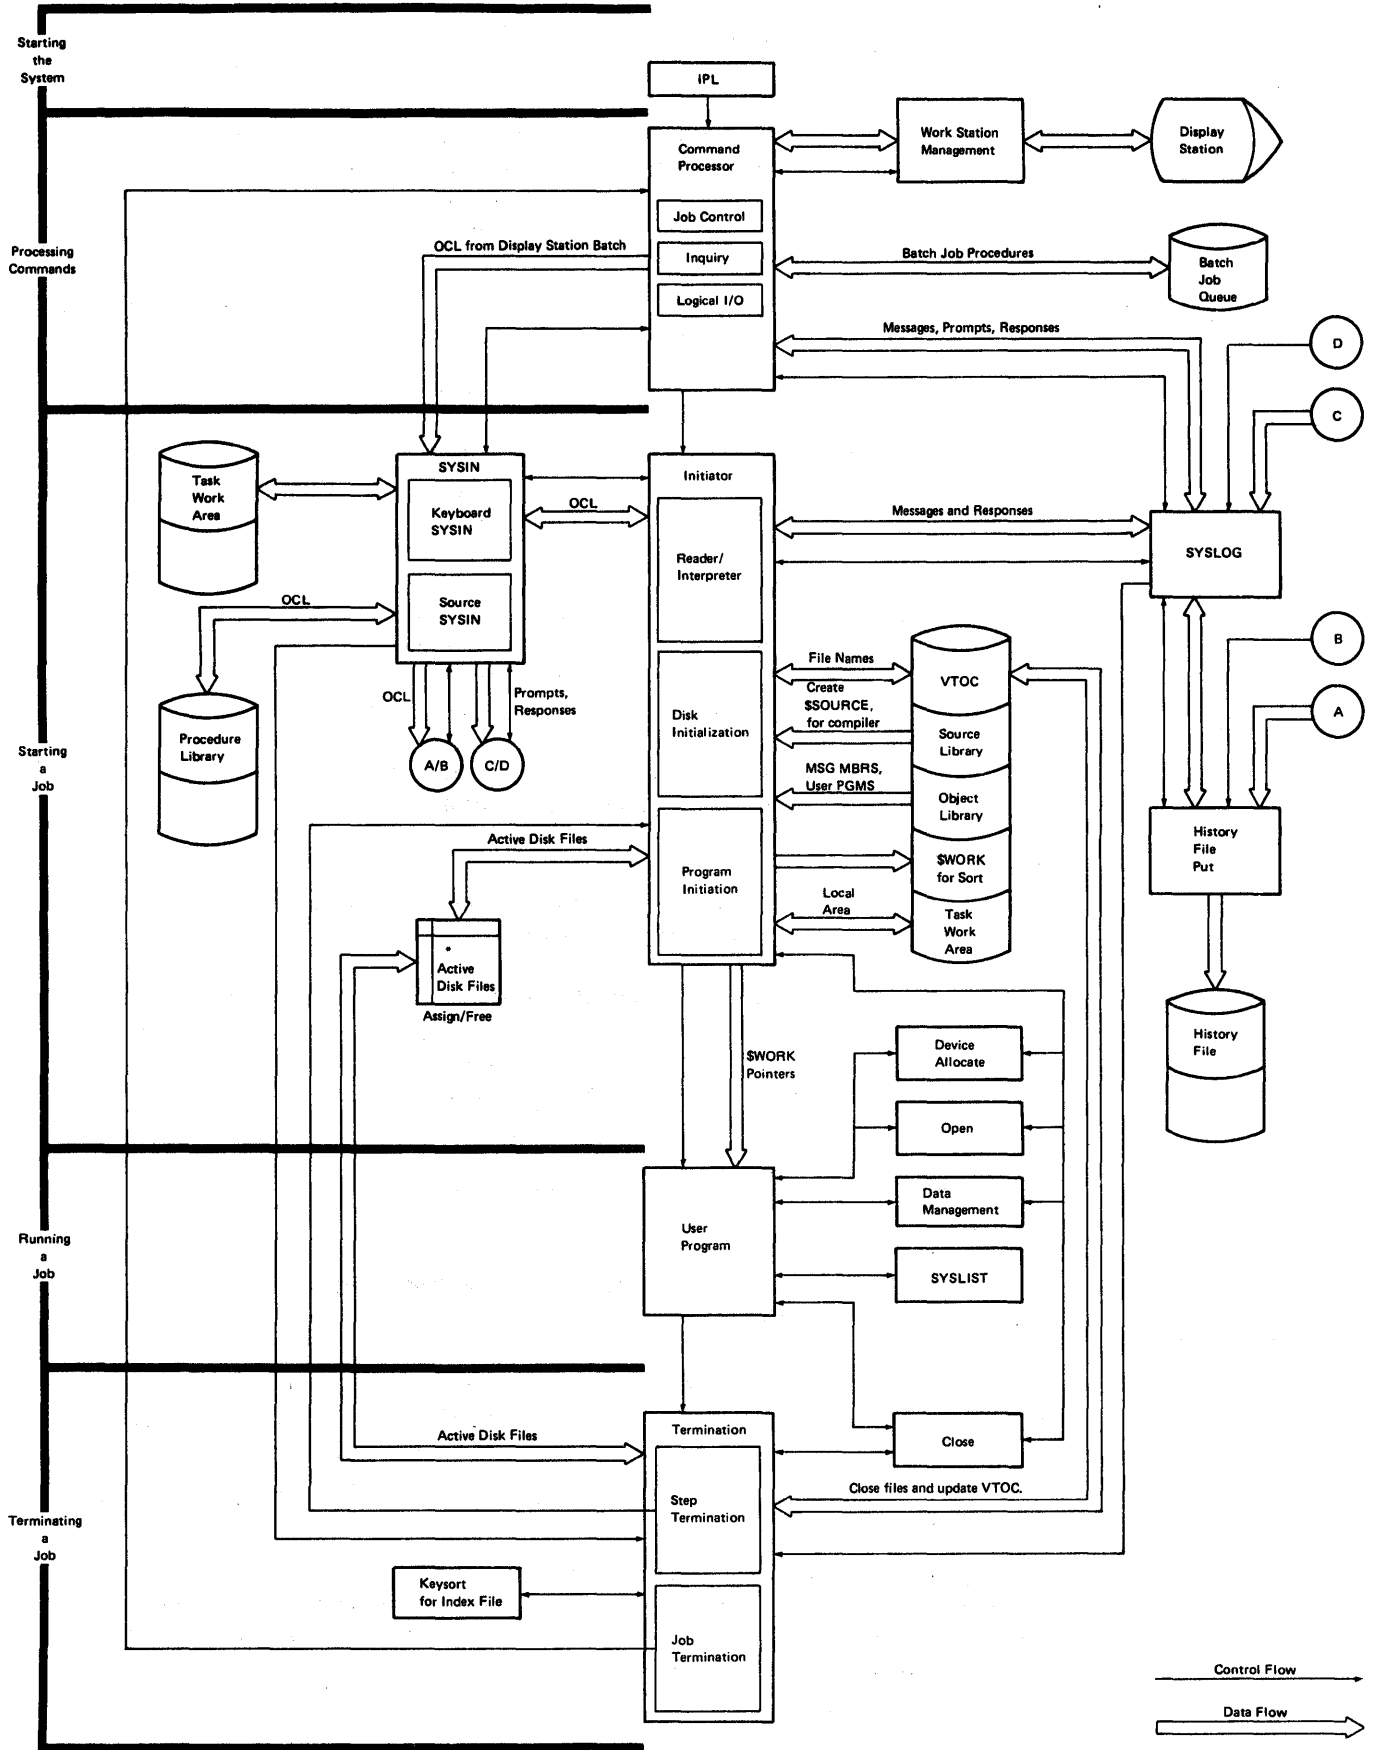 Starting
the
System
IPL
Command
Processor
Work Station
Management
Display
Station
Job Control
Processing
Commands
OCL from Display Station Batch
Inquiry
Batch Job Procedures
Batch
Job
Queue
Logical I/O
Messages, Prompts, Responses
D
C
Task
Work
Area
SYSIN
Keyboard
SYSIN
OCL
Initiator
Reader/
Interpreter
Messages and Responses
SYSLOG
OCL
Source
SYSIN
B
A
File Names
VTOC
Create
$SOURCE,
for compiler
Source
Library
OCL
Prompts,
Responses
A/B
C/D
Starting
a
Job
Procedure
Library
Disk
Initialization
MSG MBRS,
User PGMS
Object
Library
Active Disk Files
Program
Initiation
$WORK
for Sort
History
File
Put
Local
Area
Task
Work
Area
*
Active
Disk Files
Assign/Free
History
File
$WORK
Pointers
Device
Allocate
Open
Running
a
Job
User
Program
Data
Management
SYSLIST
Termination
Active Disk Files
Close
Close files and update VTOC.
Step
Termination
Terminating
a
Job
Keysort
for Index File
Job
Termination
Control Flow
Data Flow